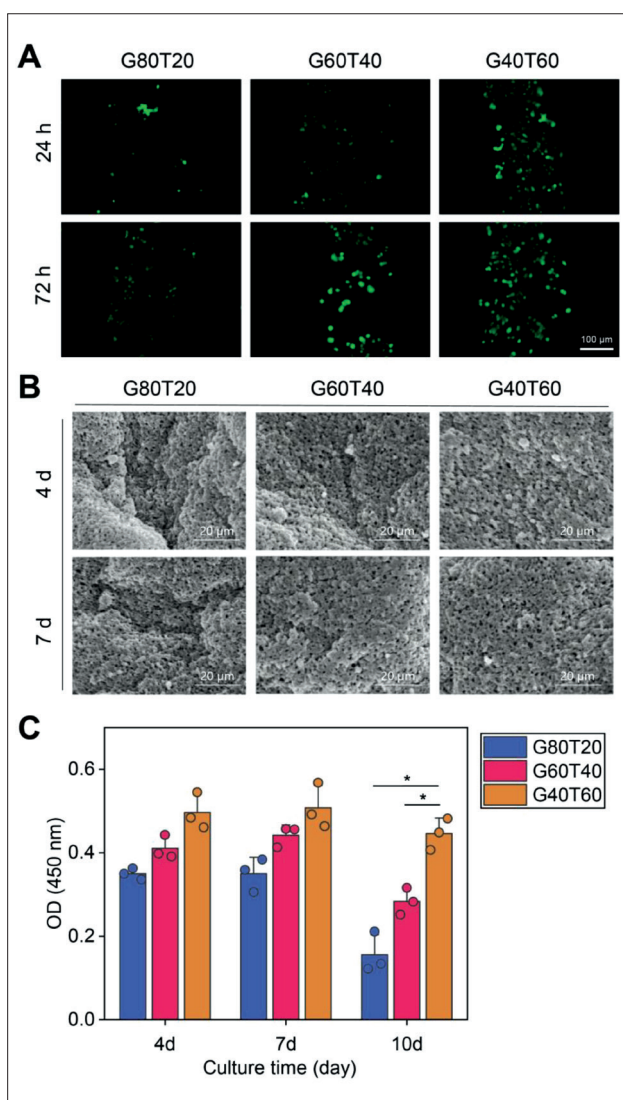 A
G80T20 G60T40 G40T60
24 h
72 h
100 µm
B
G80T20 G60T40 G40T60
4 d
20 µm 20 µm 20 µm
7 d
20 µm 20 µm 20 µm
C
G80T20
G60T40
G40T60
*
*
0.6
0.4
0.2
0.0
OD (450 nm)
4d 7d 10d
Culture time (day)